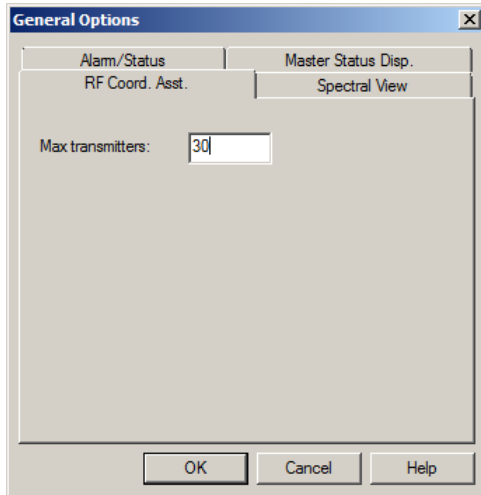 General Options
Alarm/Status Master Status Disp.
RF Coord. Asst. Spectral View
Max transmitters: 30
OK Cancel Help